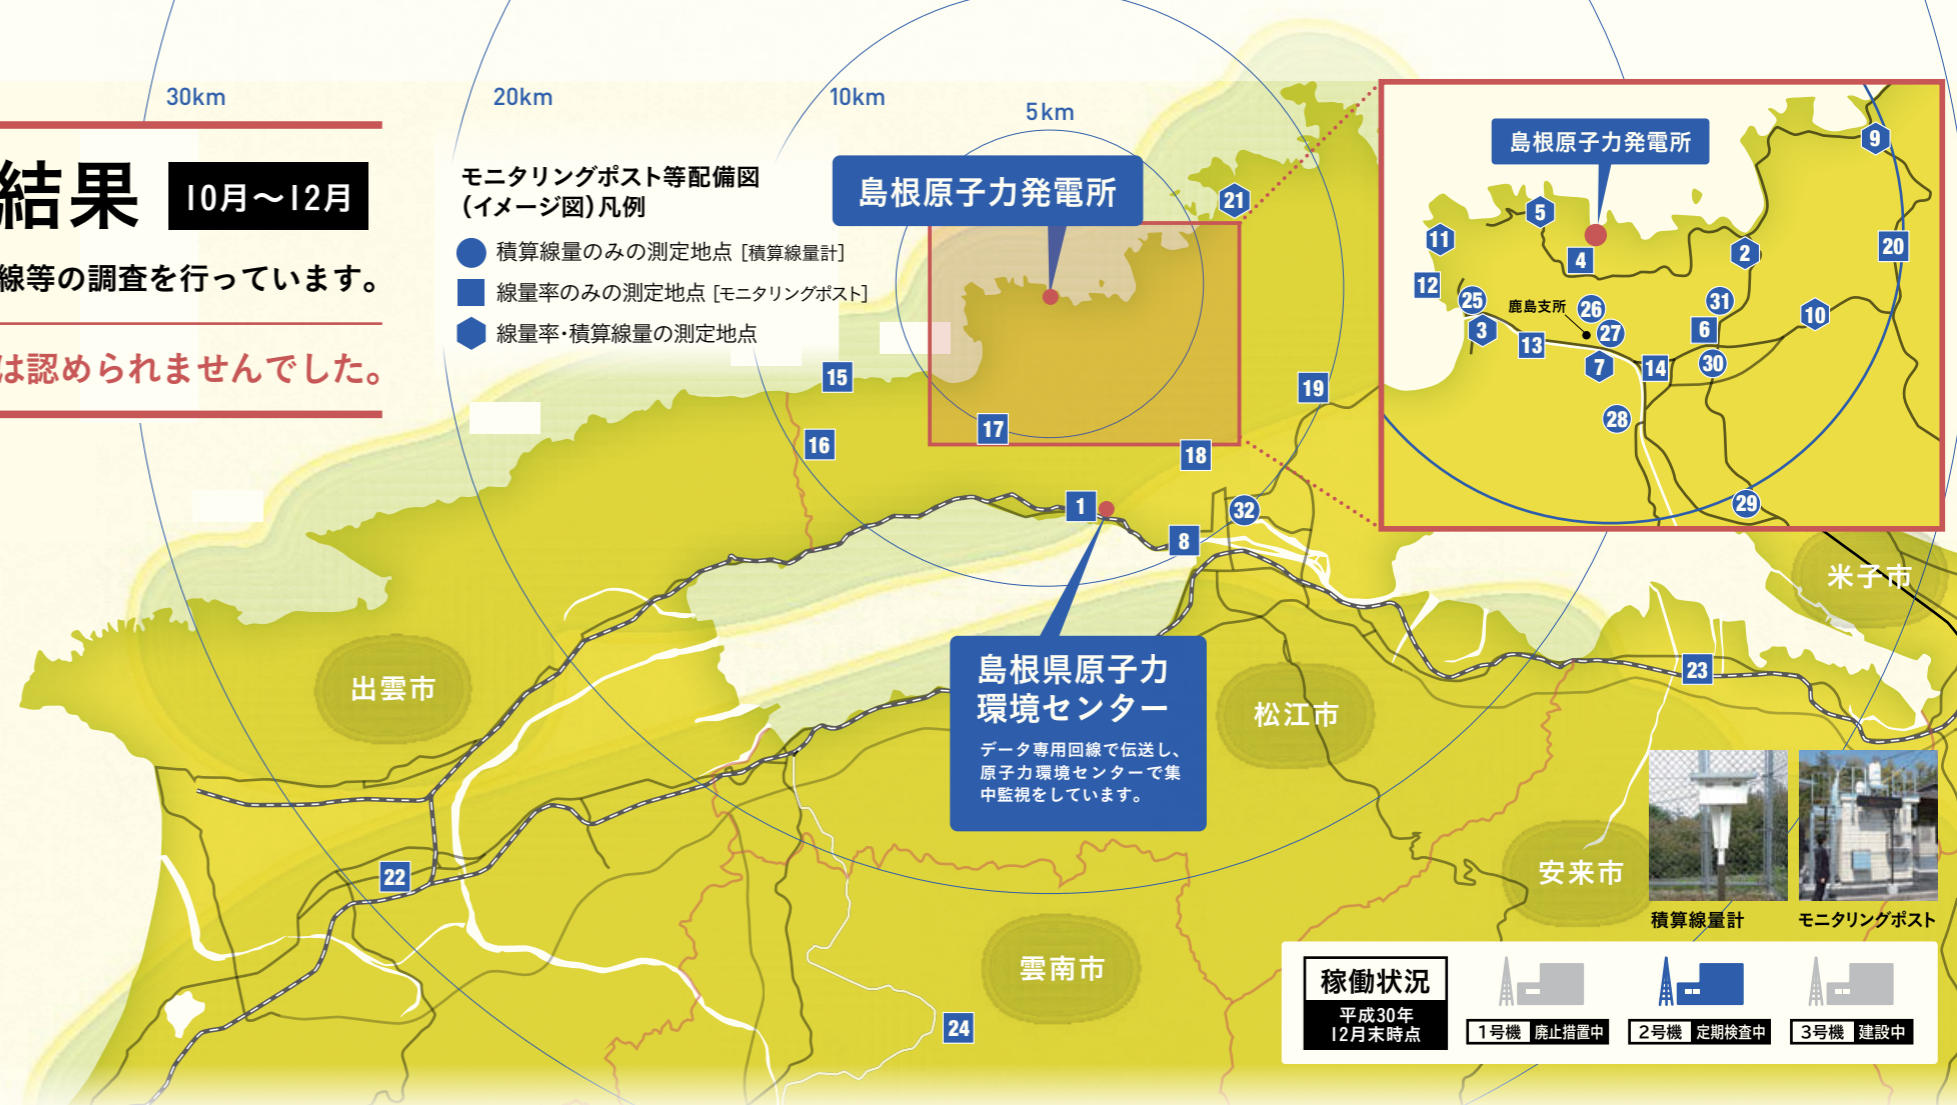 30km
20km
10km
5km
結果
10月〜12月
線等の調査を行っています。
は認められませんでした。
モニタリングポスト等配備図
（イメージ図）凡例
積算線量のみの測定地点［積算線量計］
線量率のみの測定地点［モニタリングポスト］
線量率・積算線量の測定地点
島根原子力発電所
21
15
16
17
18
19
1
32
8
島根県原子力
環境センター
データ専用回線で伝送し、
原子力環境センターで集
中監視をしています。
出雲市
松江市
米子市
安来市
雲南市
22
23
24
島根原子力発電所
9
5
11
4
2
20
12
25
鹿島支所
26
31
3
27
6
10
13
7
14
30
28
29
積算線量計
モニタリングポスト
稼働状況
平成30年
12月末時点
1号機 廃止措置中
2号機 定期検査中
3号機 建設中